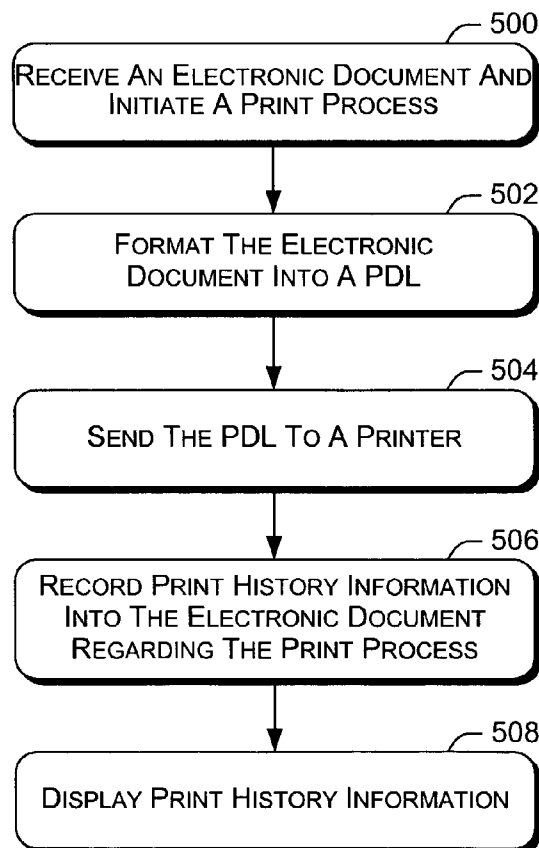 500
RECEIVE AN ELECTRONIC DOCUMENT AND
INITIATE A PRINT PROCESS
502
FORMAT THE ELECTRONIC
DOCUMENT INTO A PDL
504
SEND THE PDL TO A PRINTER
506
RECORD PRINT HISTORY INFORMATION
INTO THE ELECTRONIC DOCUMENT
REGARDING THE PRINT PROCESS
508
DISPLAY PRINT HISTORY INFORMATION